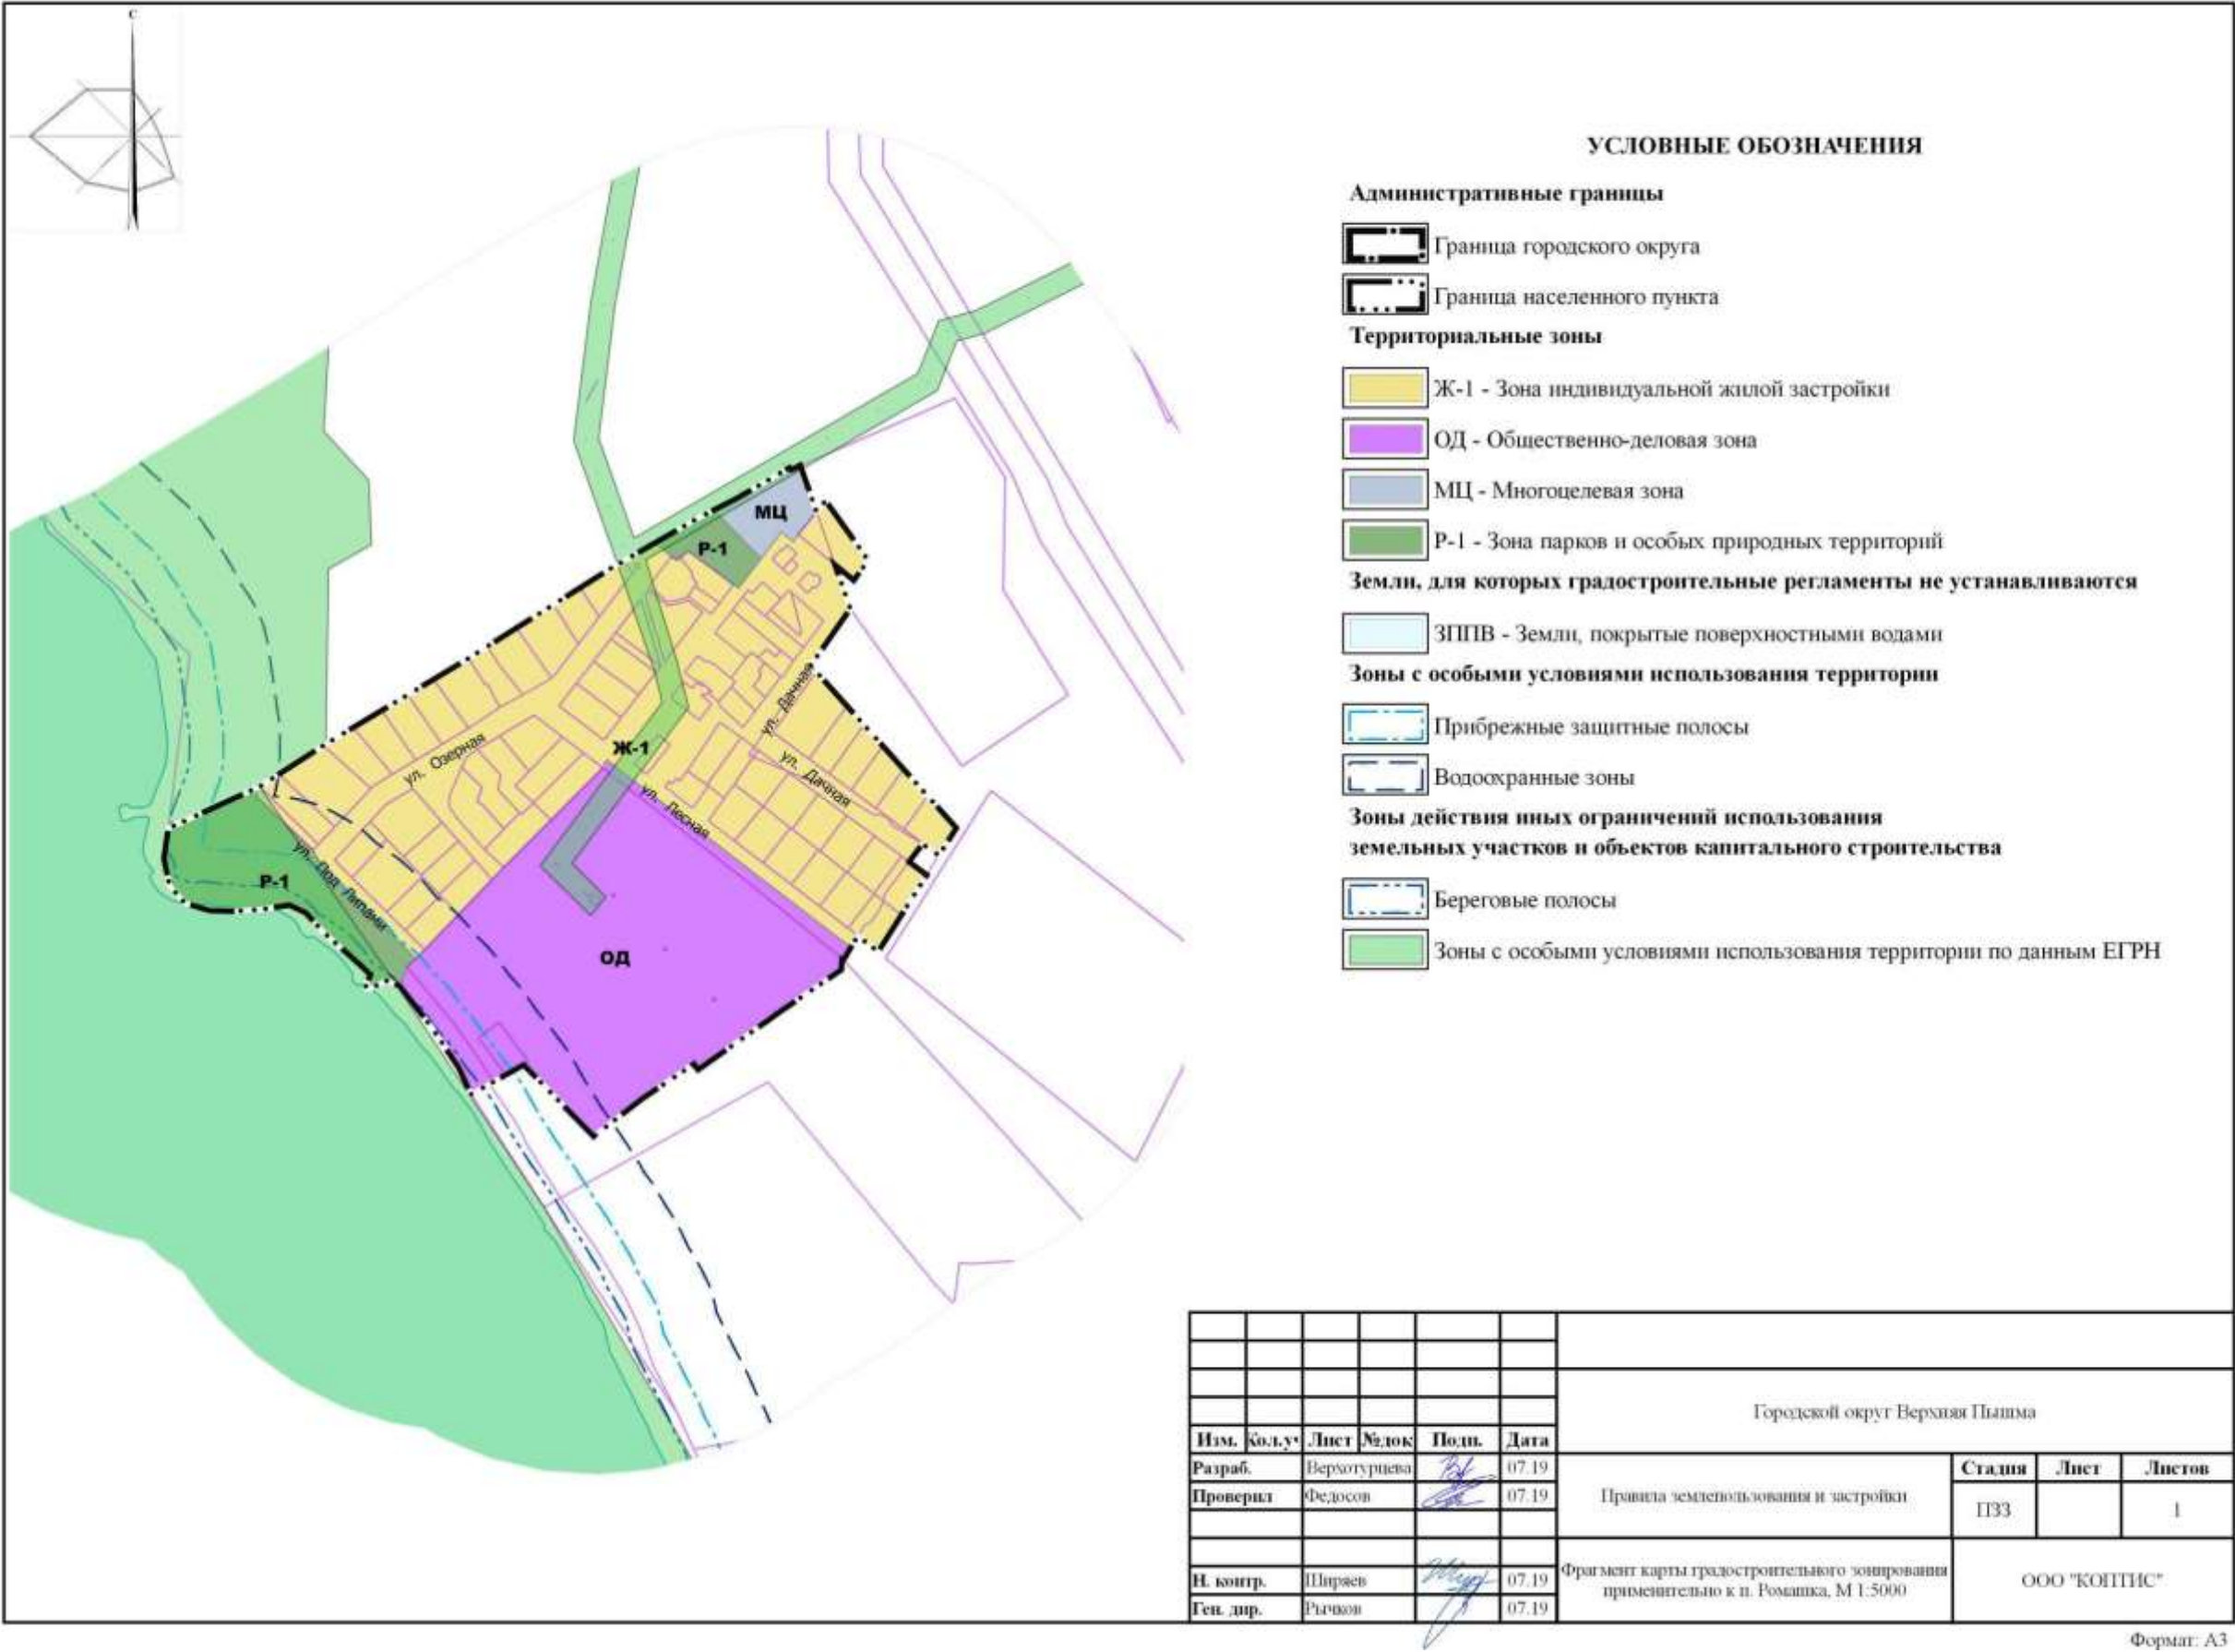 С
УСЛОВНЫЕ ОБОЗНАЧЕНИЯ
Административные границы
Граница городского округа
Граница населенного пункта
Территориальные зоны
Ж-1 - Зона индивидуальной жилой застройки
ОД - Общественно-деловая зона
МЦ - Многоцелевая зона
Р-1 - Зона парков и особых природных территорий
Земли, для которых градостроительные регламенты не устанавливаются
ЗППВ - Земли, покрытые поверхностными водами
Зоны с особыми условиями использования территории
Прибрежные защитные полосы
Водоохранные зоны
Зоны действия иных ограничений использования
земельных участков и объектов капитального строительства
Береговые полосы
Зоны с особыми условиями использования территории по данным ЕГРН
МЦ
Р-1
ул. Дачная
ул. Озерная
Ж-1
ул. Дачная
ул. Лесная
ул. Под Липами
Р-1
ОД
Городской округ Верхняя Пышма
Изм. Кол.уч Лист №док Подп. Дата
Разраб. Верхотурцева 07.19
Проверил Федосов 07.19
Правила землепользования и застройки
Стадия Лист Листов
ПЗЗ 1
Н. контр. Ширяев 07.19
Ген. дир. Рычков 07.19
Фрагмент карты градостроительного зонирования
применительно к п. Ромашка, М 1:5000
ООО "КОПТИС"
Формат: А3